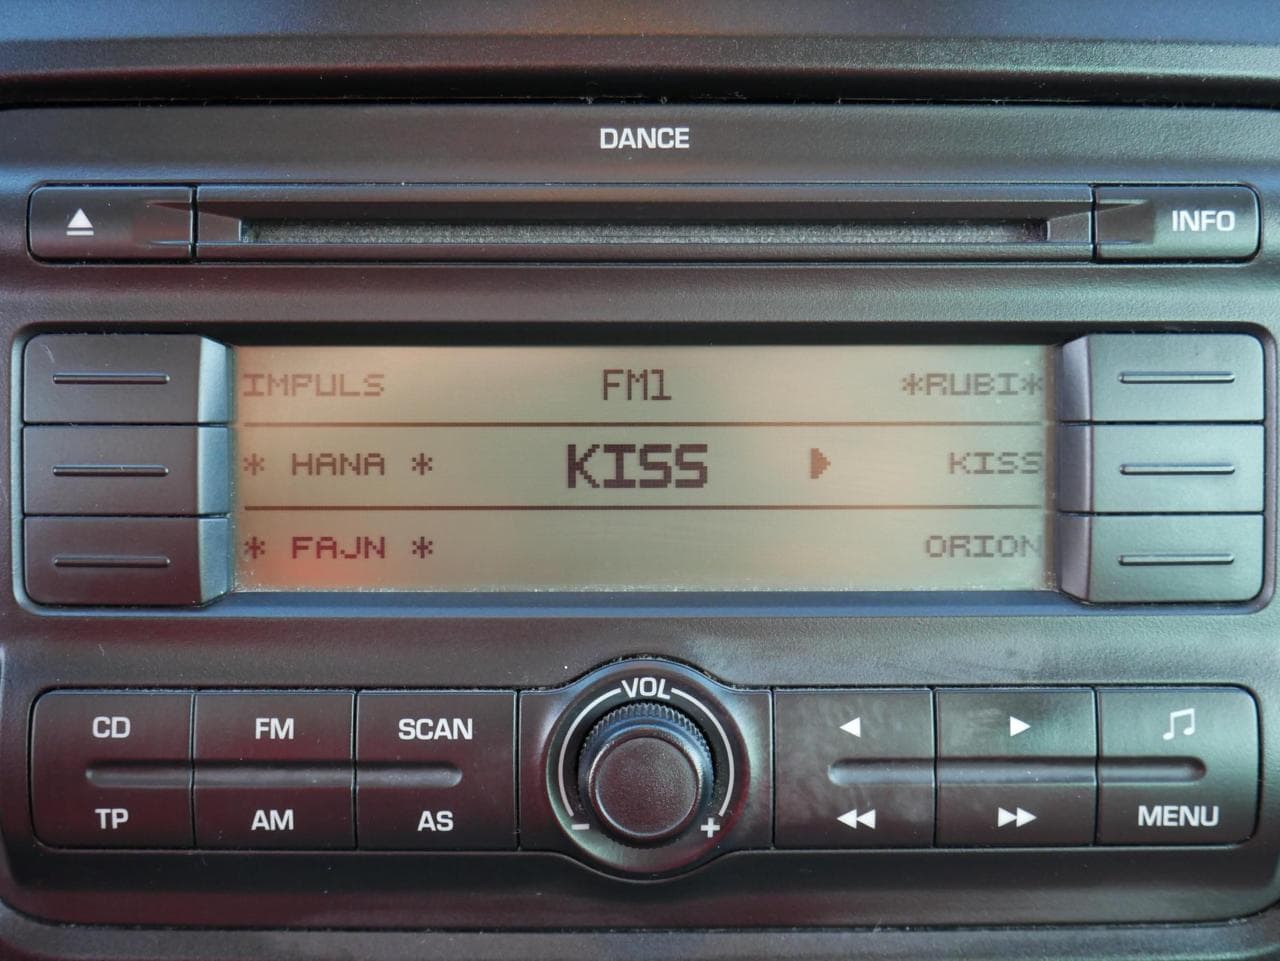 DANCE
INFO
IMPULS FM1 *RUBI*
* HANA * KISS KISS
* FAJN * ORION
VOL
CD FM SCAN
MENU
TP AM AS - +